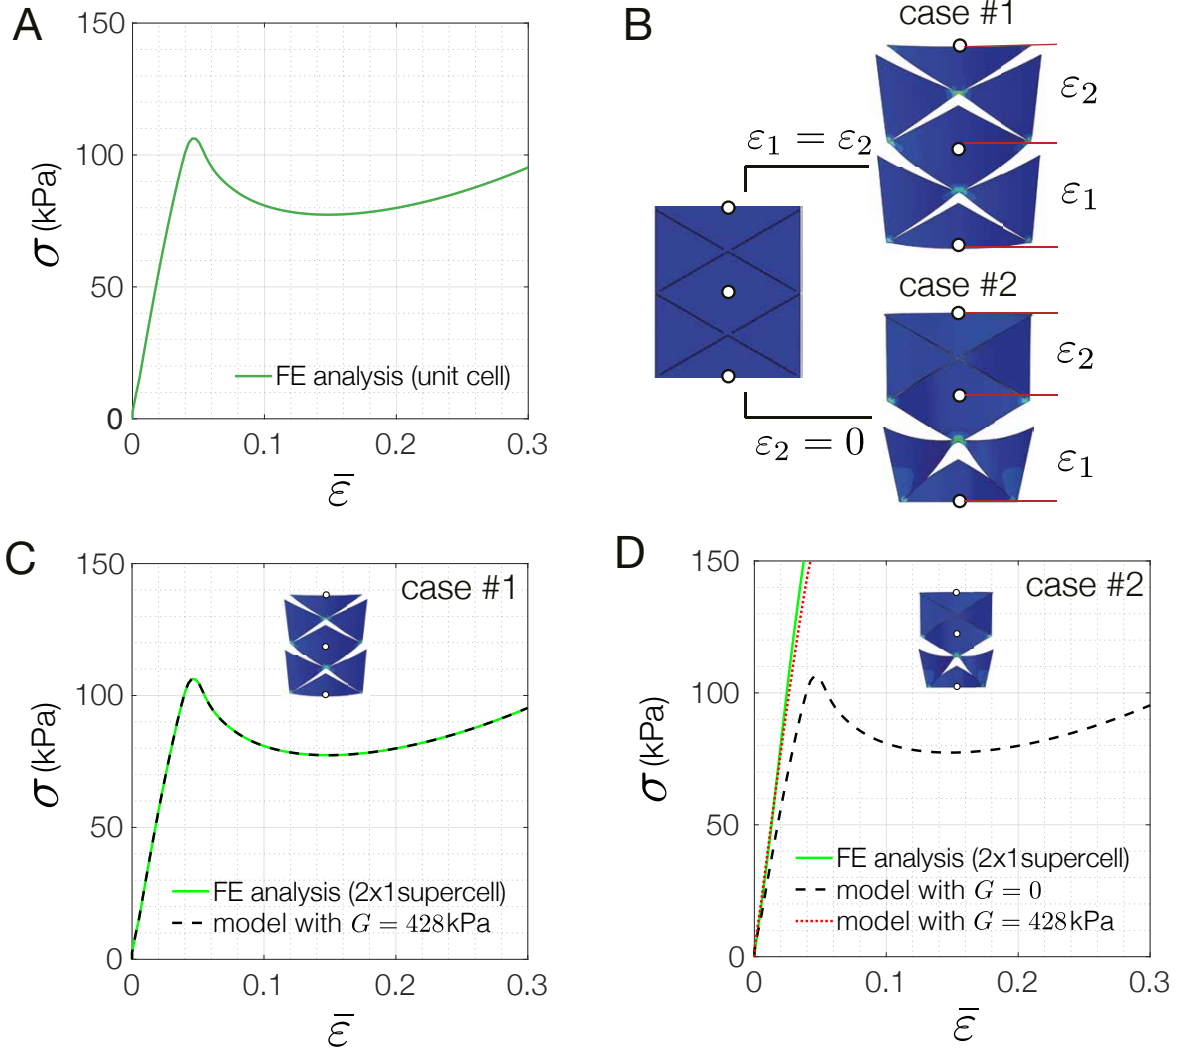 A
150
100
50
0
σ (kPa)
FE analysis (unit cell)
0 0.1 0.2 0.3
ε̄
B
case #1
ε₂
ε₁ = ε₂
ε₁
case #2
ε₂
ε₂ = 0
ε₁
C
150
100
50
0
σ (kPa)
case #1
FE analysis (2x1supercell)
model with G = 428kPa
0 0.1 0.2 0.3
ε̄
D
150
100
50
0
σ (kPa)
case #2
FE analysis (2x1supercell)
model with G = 0
model with G = 428kPa
0 0.1 0.2 0.3
ε̄